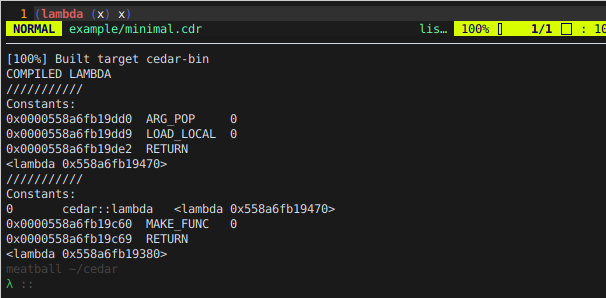 1 (lambda (x) x)
NORMAL example/minimal.cdr lis… 100% 1/1 : 10
[100%] Built target cedar-bin
COMPILED LAMBDA
///////////
Constants:
0x0000558a6fb19dd0 ARG_POP 0
0x0000558a6fb19dd9 LOAD_LOCAL 0
0x0000558a6fb19de2 RETURN
<lambda 0x558a6fb19470>
///////////
Constants:
0 cedar::lambda <lambda 0x558a6fb19470>
0x0000558a6fb19c60 MAKE_FUNC 0
0x0000558a6fb19c69 RETURN
<lambda 0x558a6fb19380>
meatball ~/cedar
λ ::